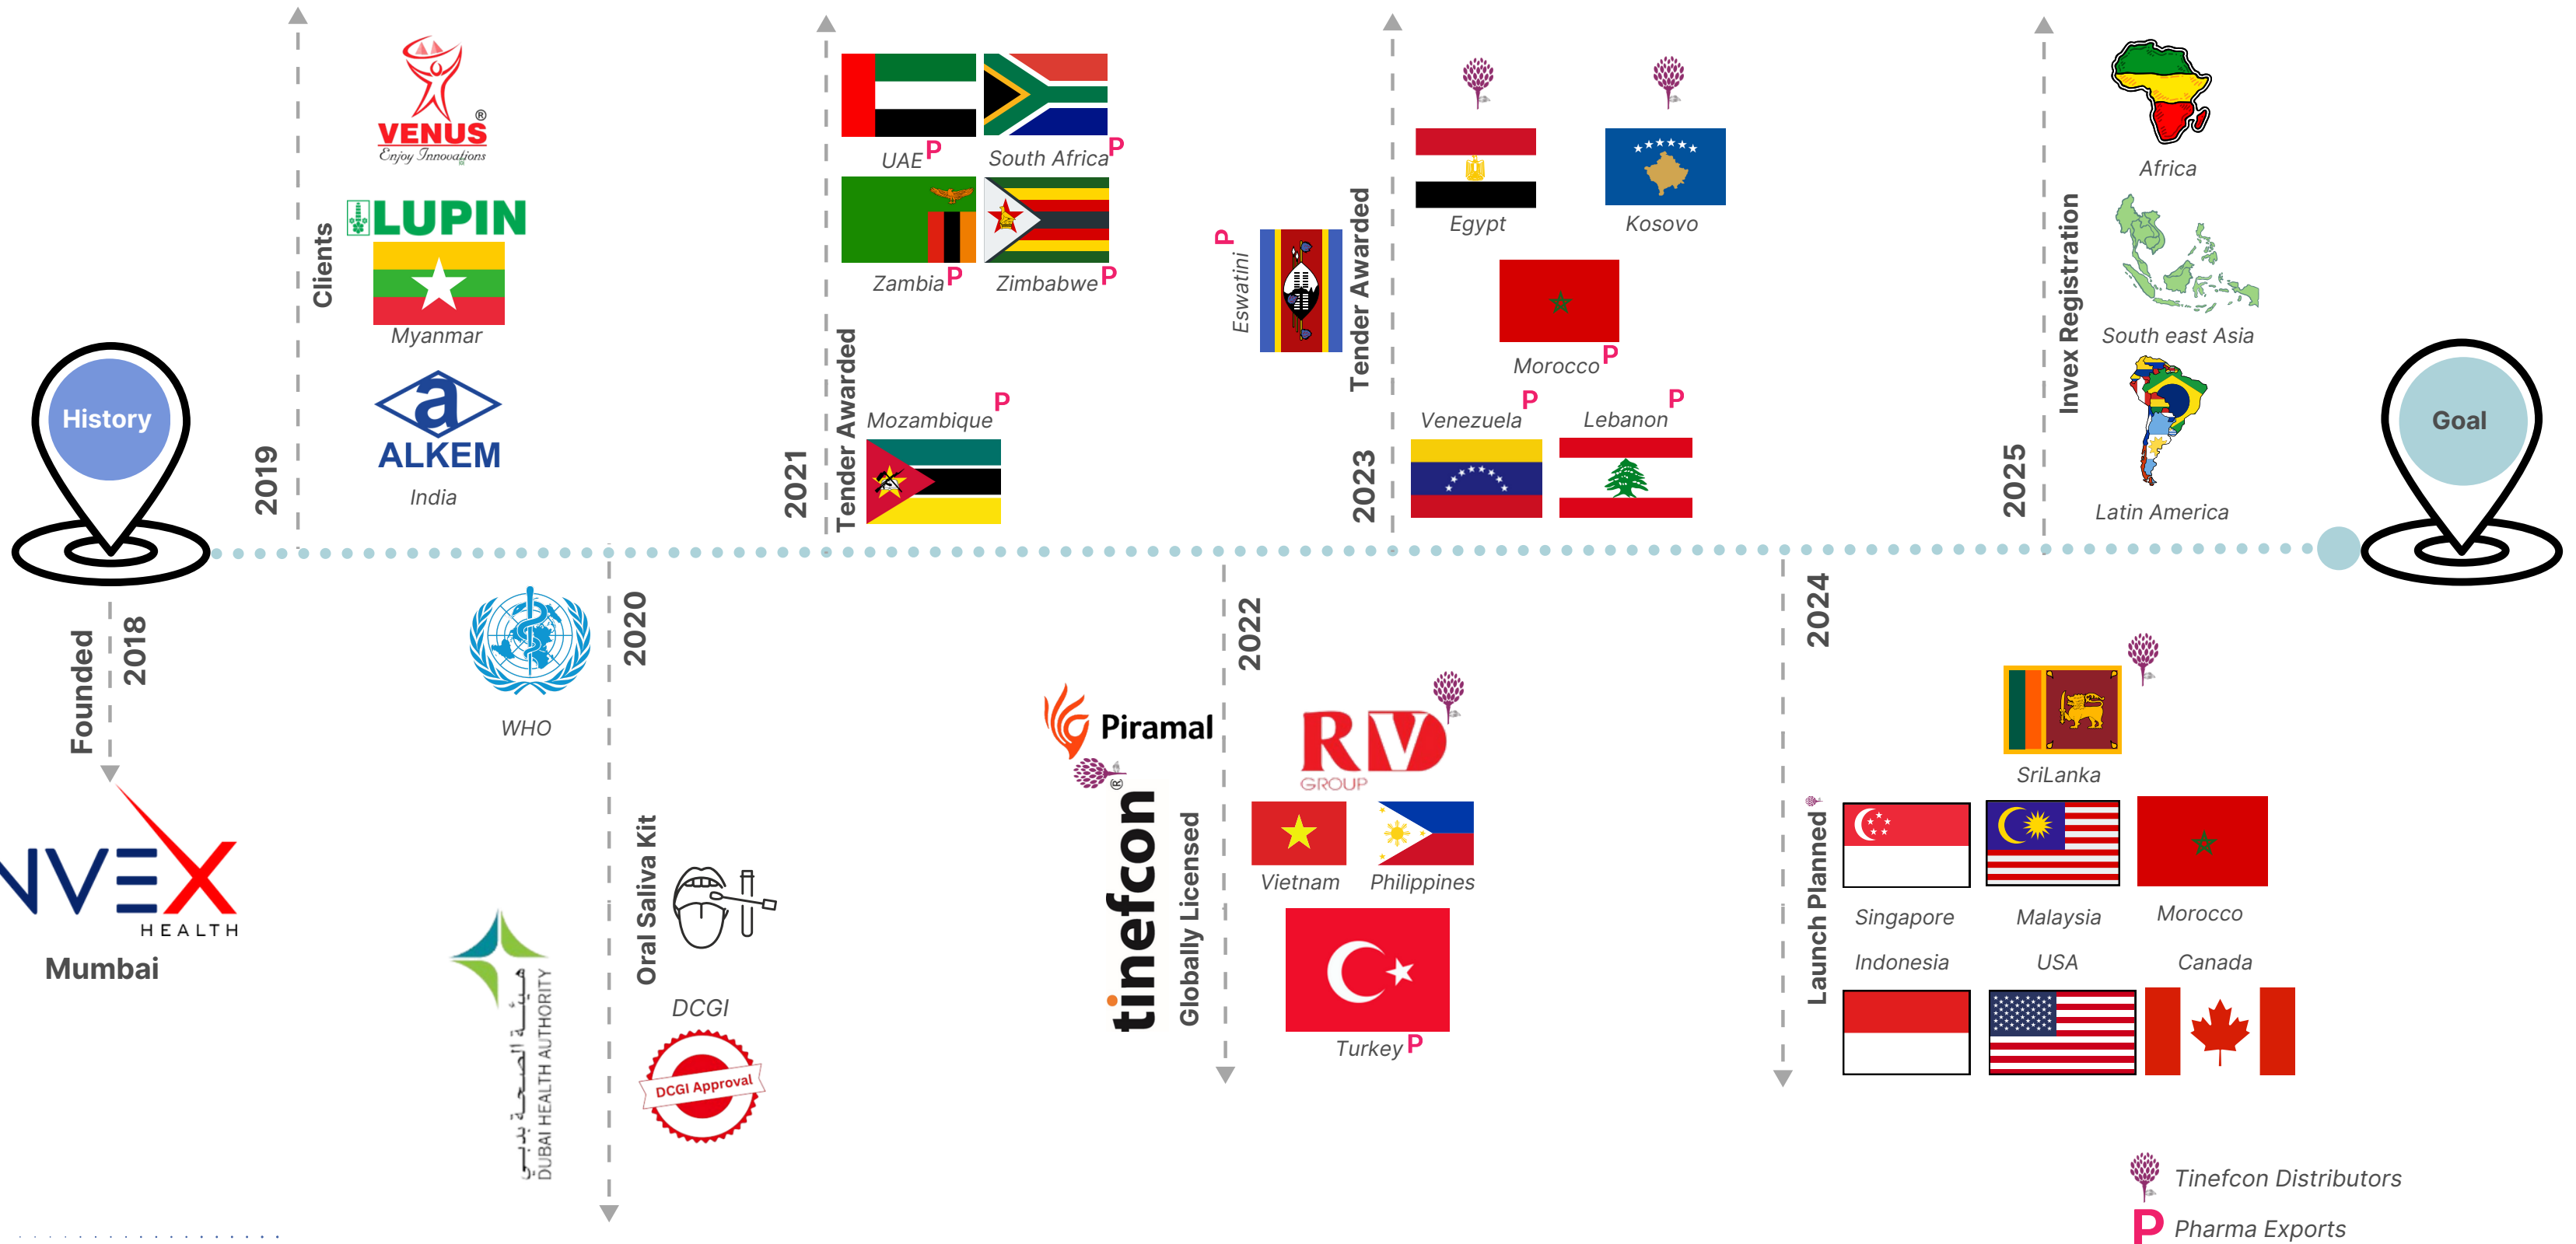 History
Founded
2018
NVEX
HEALTH
Mumbai
2019
Clients
VENUS®
Enjoy Innovations
LUPIN
Myanmar
a
ALKEM
India
2020
WHO
هيئة الصحة بدبي
DUBAI HEALTH AUTHORITY
Oral Saliva Kit
DCGI
DCGI Approval
2021
Tender Awarded
UAE P
South Africa P
Zambia P
Zimbabwe P
Mozambique P
2022
Piramal
tinefcon®
Globally Licensed
RVD
GROUP
Vietnam
Philippines
Turkey P
2023
Tender Awarded
Eswatini P
Egypt
Kosovo
Morocco P
Venezuela P
Lebanon P
2024
Launch Planned
SriLanka
Singapore
Malaysia
Morocco
Indonesia
USA
Canada
2025
Invex Registration
Africa
South east Asia
Latin America
Goal
Tinefcon Distributors
P Pharma Exports